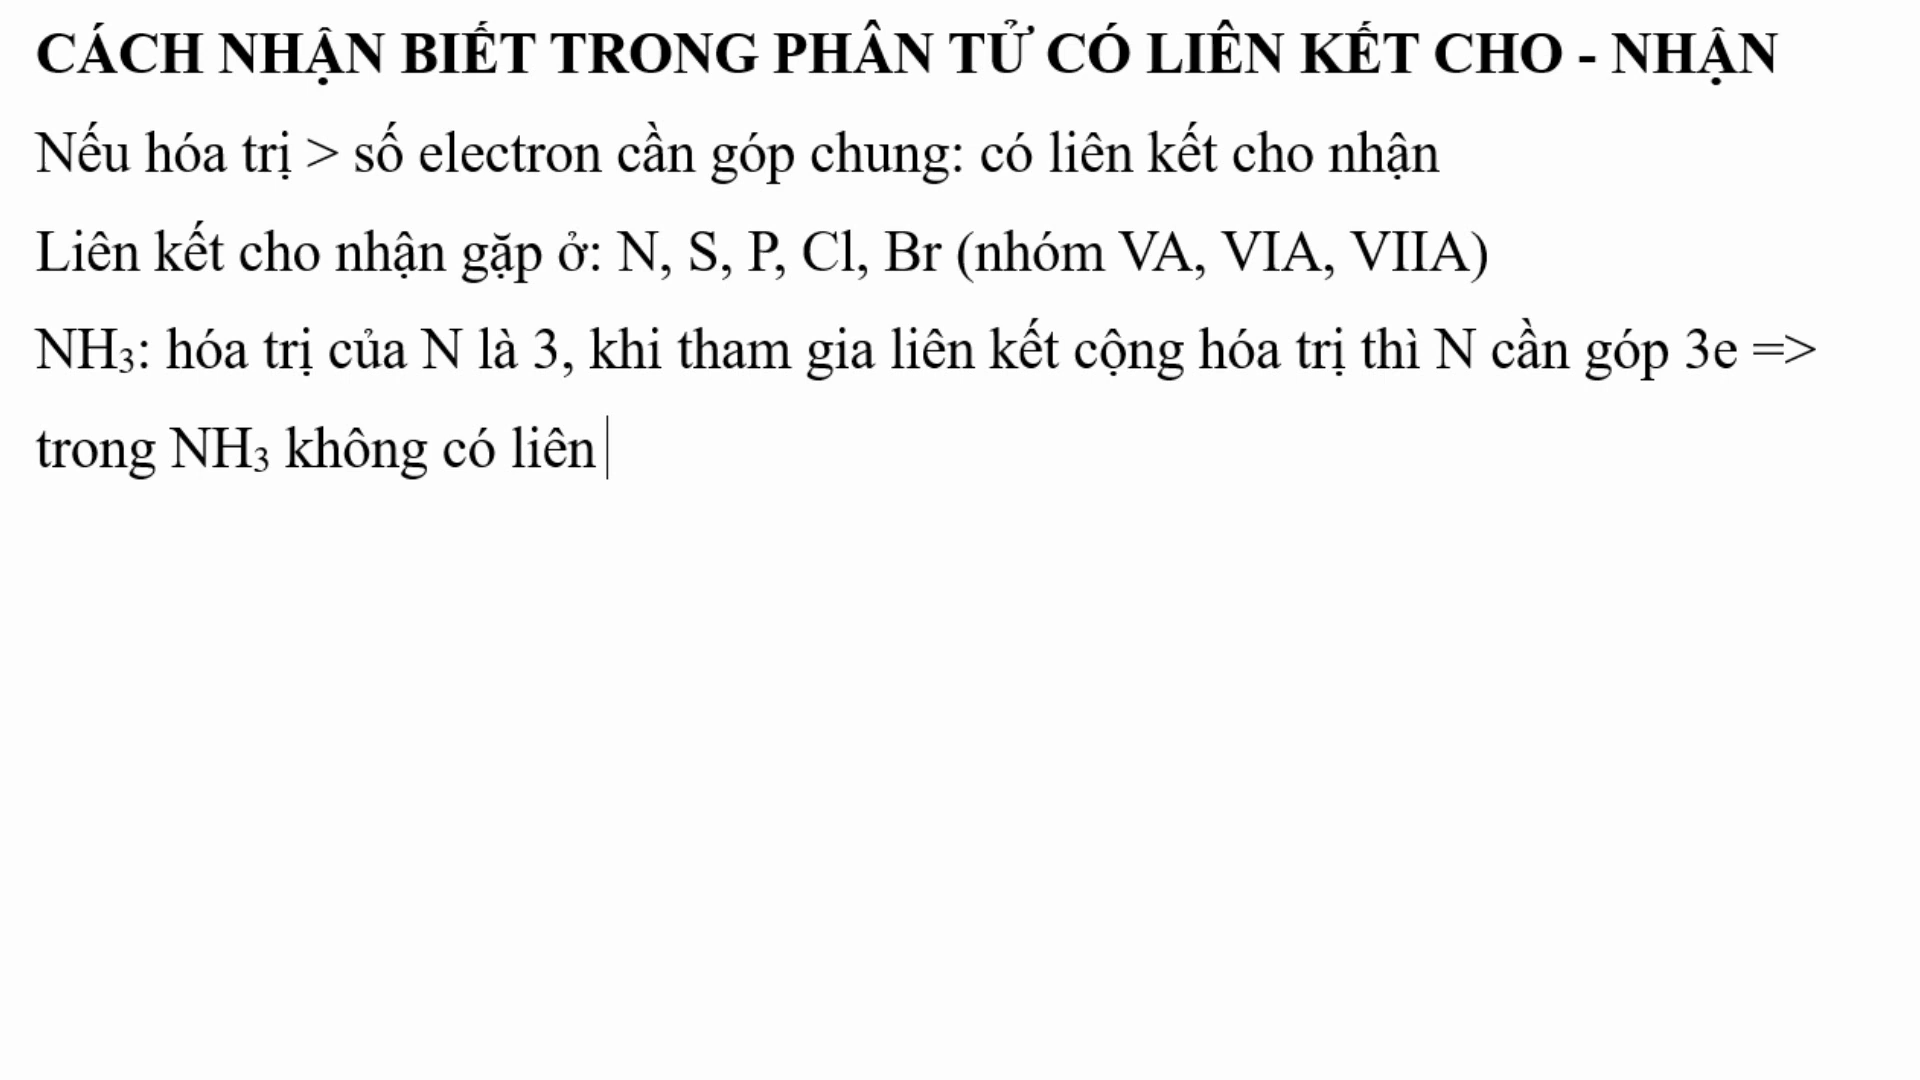 CÁCH NHẬN BIẾT TRONG PHÂN TỬ CÓ LIÊN KẾT CHO - NHẬN
Nếu hóa trị > số electron cần góp chung: có liên kết cho nhận
Liên kết cho nhận gặp ở: N, S, P, Cl, Br (nhóm VA, VIA, VIIA)
NH₃: hóa trị của N là 3, khi tham gia liên kết cộng hóa trị thì N cần góp 3e =>
trong NH₃ không có liên